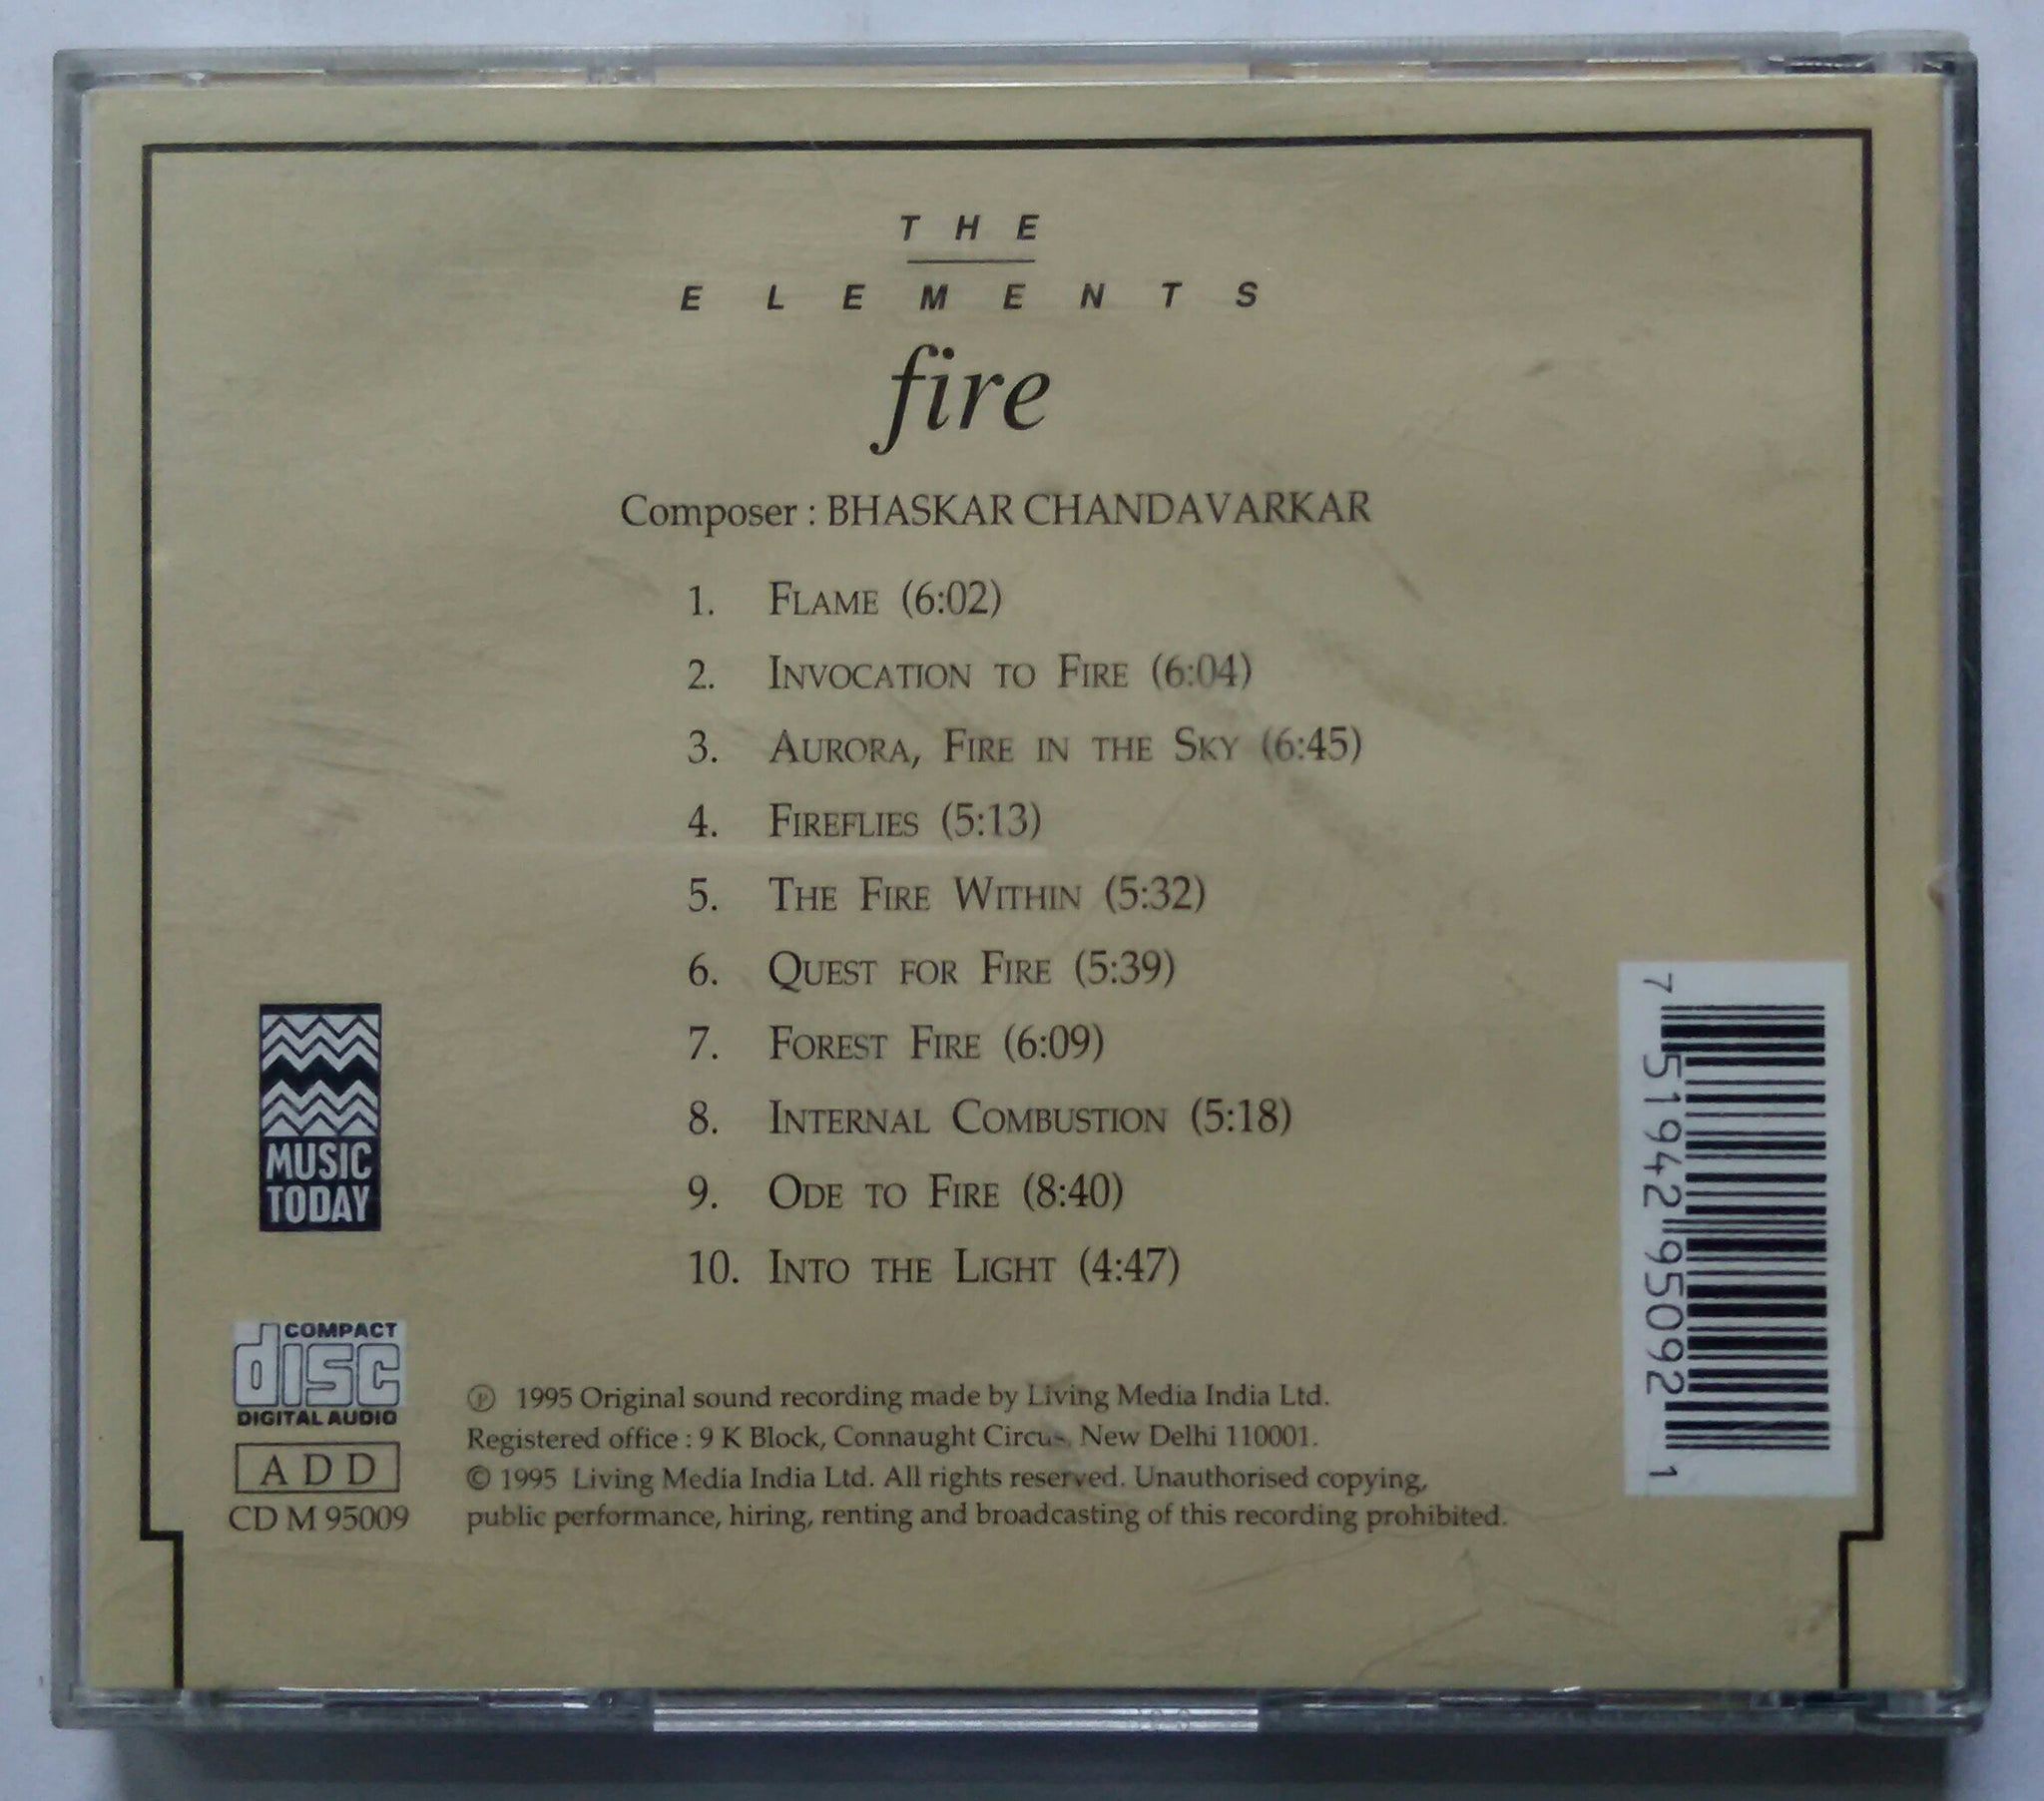 THE
ELEMENTS
fire
Composer : BHASKAR CHANDAVARKAR
1. FLAME (6:02)
2. INVOCATION TO FIRE (6:04)
3. AURORA, FIRE IN THE SKY (6:45)
4. FIREFLIES (5:13)
5. THE FIRE WITHIN (5:32)
6. QUEST FOR FIRE (5:39)
7. FOREST FIRE (6:09)
8. INTERNAL COMBUSTION (5:18)
9. ODE TO FIRE (8:40)
10. INTO THE LIGHT (4:47)
MUSIC
TODAY
COMPACT
disc
DIGITAL AUDIO
ADD
CD M 95009
℗ 1995 Original sound recording made by Living Media India Ltd.
Registered office : 9 K Block, Connaught New Delhi 110001.
© 1995 Living Media India Ltd. All rights reserved. Unauthorised copying,
public performance, hiring, renting and broadcasting of this recording prohibited.
7 51942 95092 1